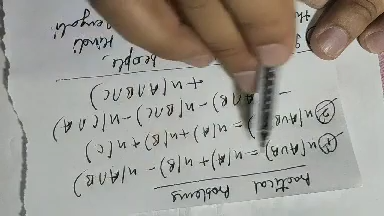 Practical Problems
① n(A∪B) = n(A) + n(B) - n(A∩B)
② n(A∪B∪C) = n(A) + n(B) + n(C)
- n(A∩B) - n(B∩C) - n(C∩A)
+ n(A∩B∩C)
people,
Hindi
Bengali